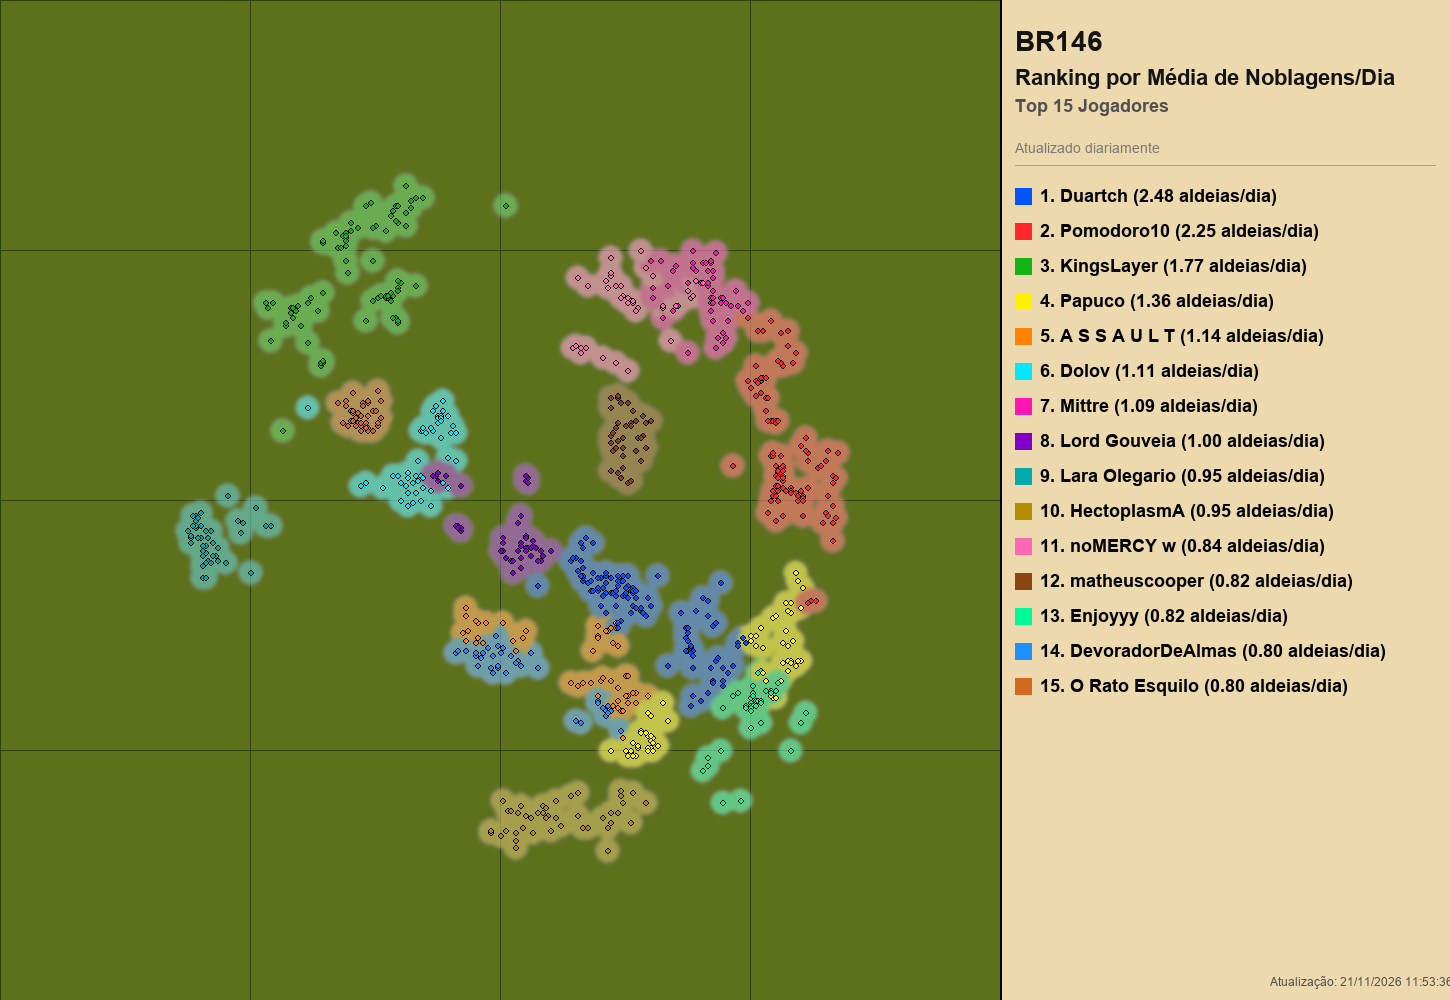 BR146
Ranking por Média de Noblagens/Dia
Top 15 Jogadores
Atualizado diariamente
1. Duartch (2.48 aldeias/dia)
2. Pomodoro10 (2.25 aldeias/dia)
3. KingsLayer (1.77 aldeias/dia)
4. Papuco (1.36 aldeias/dia)
5. A S S A U L T (1.14 aldeias/dia)
6. Dolov (1.11 aldeias/dia)
7. Mittre (1.09 aldeias/dia)
8. Lord Gouveia (1.00 aldeias/dia)
9. Lara Olegario (0.95 aldeias/dia)
10. HectoplasmA (0.95 aldeias/dia)
11. noMERCY w (0.84 aldeias/dia)
12. matheuscooper (0.82 aldeias/dia)
13. Enjoyyy (0.82 aldeias/dia)
14. DevoradorDeAlmas (0.80 aldeias/dia)
15. O Rato Esquilo (0.80 aldeias/dia)
Atualização: 21/11/2026 11:53:36